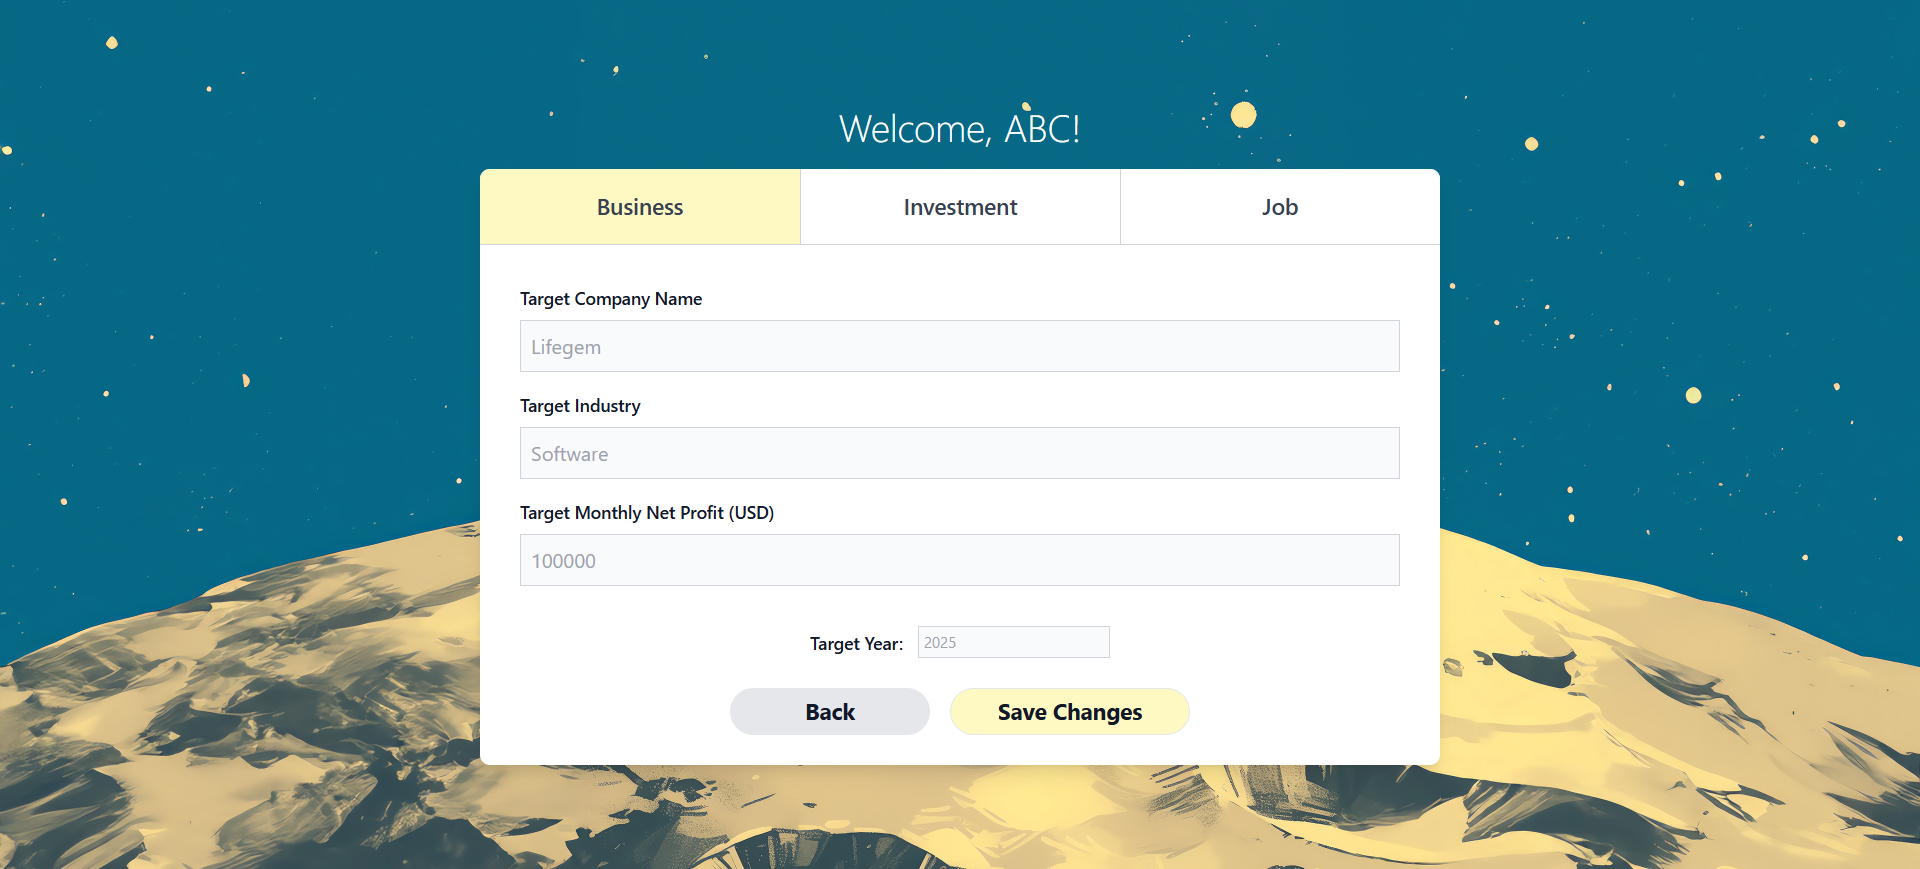 Welcome, ABC!
Business
Investment
Job
Target Company Name
Lifegem
Target Industry
Software
Target Monthly Net Profit (USD)
100000
Target Year:
2025
Back
Save Changes